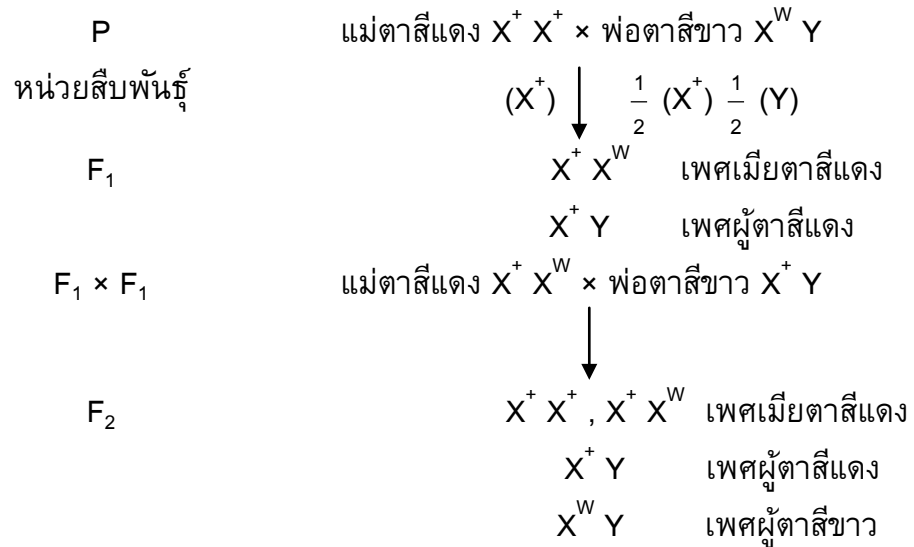 P แม่ตาสีแดง X⁺ X⁺ × พ่อตาสีขาว Xᵂ Y
หน่วยสืบพันธุ์ (X⁺) 1/2 (X⁺) 1/2 (Y)
F₁ X⁺ Xᵂ เพศเมียตาสีแดง
X⁺ Y เพศผู้ตาสีแดง
F₁ × F₁ แม่ตาสีแดง X⁺ Xᵂ × พ่อตาสีขาว X⁺ Y
F₂ X⁺ X⁺ , X⁺ Xᵂ เพศเมียตาสีแดง
X⁺ Y เพศผู้ตาสีแดง
Xᵂ Y เพศผู้ตาสีขาว